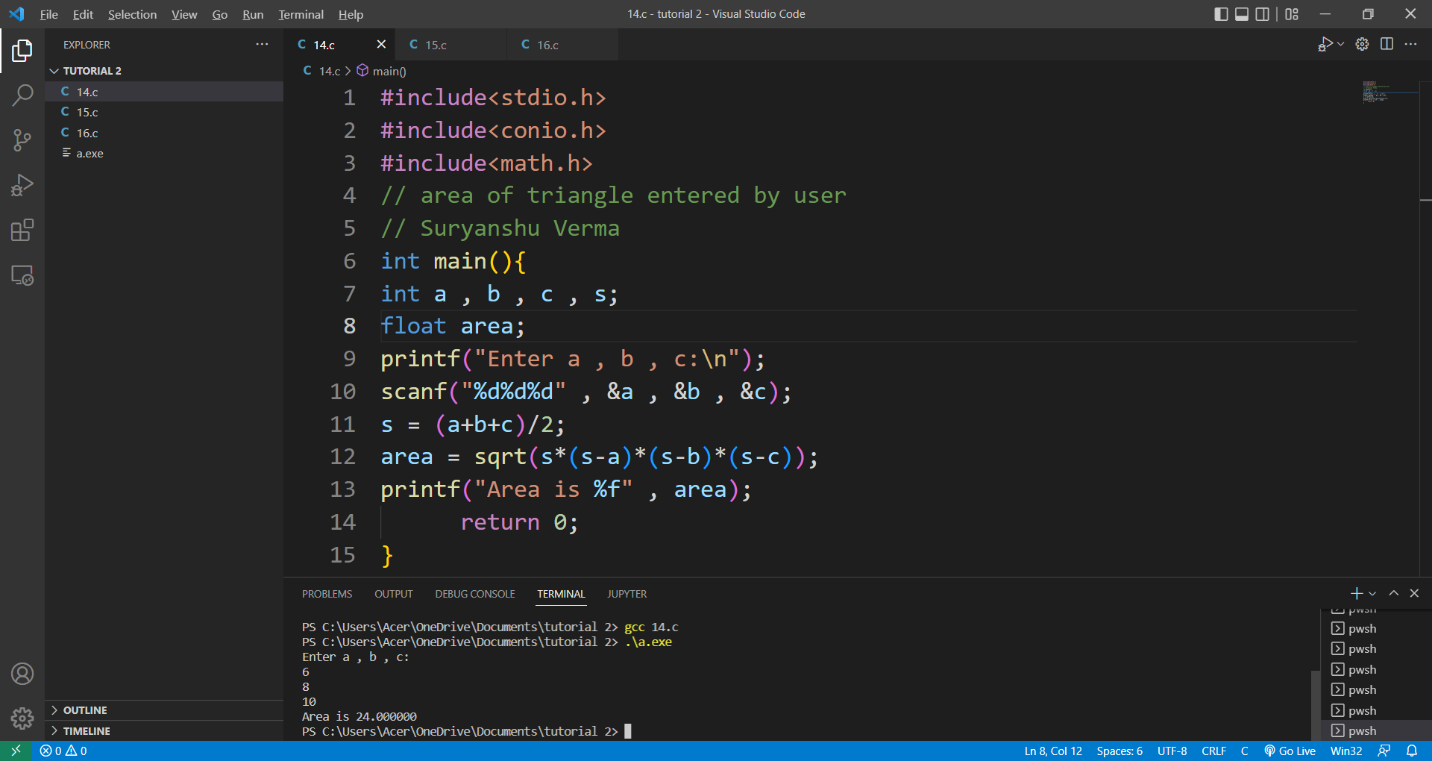 File Edit Selection View Go Run Terminal Help 14.c - tutorial 2 - Visual Studio Code
EXPLORER ···
TUTORIAL 2
C 14.c
C 15.c
C 16.c
a.exe
OUTLINE
TIMELINE
C 14.c C 15.c C 16.c
C 14.c > main()
1 #include<stdio.h>
2 #include<conio.h>
3 #include<math.h>
4 // area of triangle entered by user
5 // Suryanshu Verma
6 int main(){
7 int a , b , c , s;
8 float area;
9 printf("Enter a , b , c:\n");
10 scanf("%d%d%d" , &a , &b , &c);
11 s = (a+b+c)/2;
12 area = sqrt(s*(s-a)*(s-b)*(s-c));
13 printf("Area is %f" , area);
14       return 0;
15 }
PROBLEMS OUTPUT DEBUG CONSOLE TERMINAL JUPYTER
PS C:\Users\Acer\OneDrive\Documents\tutorial 2> gcc 14.c
PS C:\Users\Acer\OneDrive\Documents\tutorial 2> .\a.exe
Enter a , b , c:
6
8
10
Area is 24.000000
PS C:\Users\Acer\OneDrive\Documents\tutorial 2>
pwsh
pwsh
pwsh
pwsh
pwsh
pwsh
pwsh
0 0 Ln 8, Col 12 Spaces: 6 UTF-8 CRLF C Go Live Win32